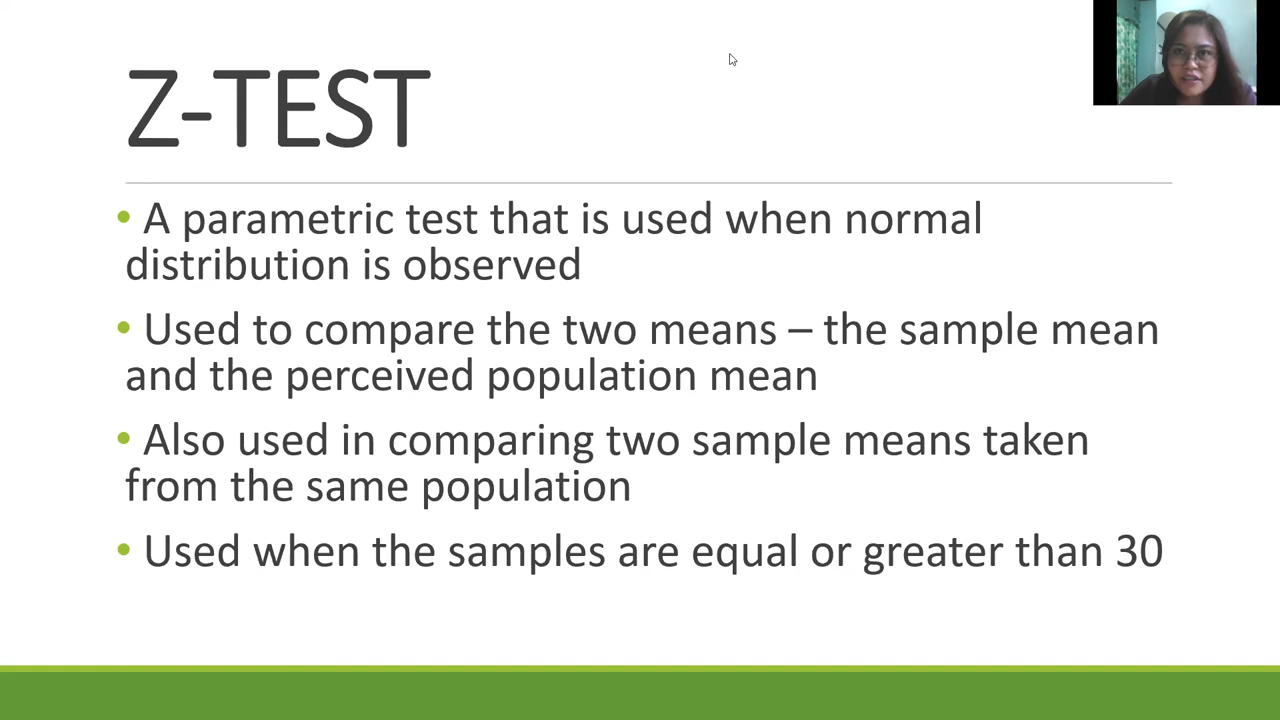 Z-TEST
• A parametric test that is used when normal
distribution is observed
• Used to compare the two means – the sample mean
and the perceived population mean
• Also used in comparing two sample means taken
from the same population
• Used when the samples are equal or greater than 30